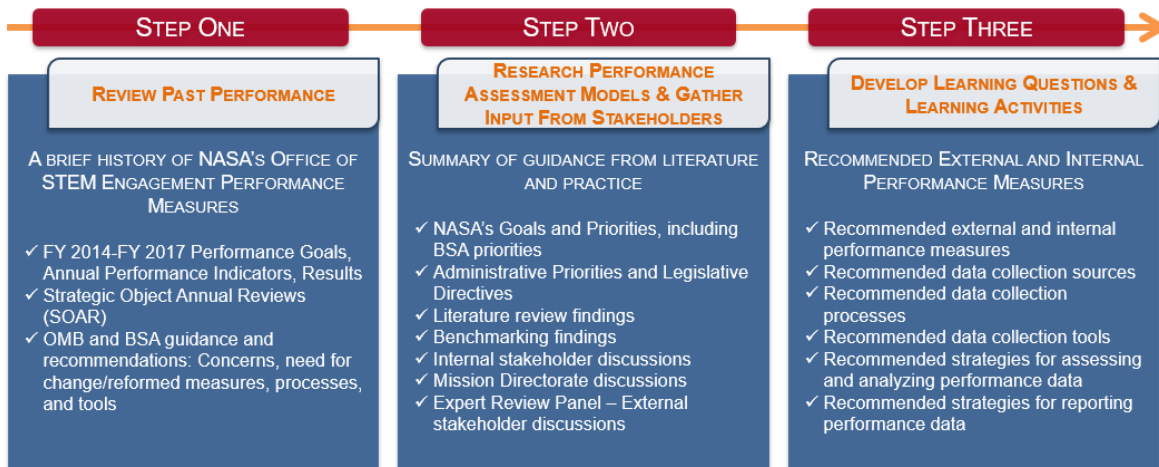 STEP ONE
STEP TWO
STEP THREE
REVIEW PAST PERFORMANCE
A BRIEF HISTORY OF NASA'S OFFICE OF
STEM ENGAGEMENT PERFORMANCE
MEASURES
✓ FY 2014-FY 2017 Performance Goals,
Annual Performance Indicators, Results
✓ Strategic Object Annual Reviews
(SOAR)
✓ OMB and BSA guidance and
recommendations: Concerns, need for
change/reformed measures, processes,
and tools
RESEARCH PERFORMANCE
ASSESSMENT MODELS & GATHER
INPUT FROM STAKEHOLDERS
SUMMARY OF GUIDANCE FROM LITERATURE
AND PRACTICE
✓ NASA's Goals and Priorities, including
BSA priorities
✓ Administrative Priorities and Legislative
Directives
✓ Literature review findings
✓ Benchmarking findings
✓ Internal stakeholder discussions
✓ Mission Directorate discussions
✓ Expert Review Panel – External
stakeholder discussions
DEVELOP LEARNING QUESTIONS &
LEARNING ACTIVITIES
RECOMMENDED EXTERNAL AND INTERNAL
PERFORMANCE MEASURES
✓ Recommended external and internal
performance measures
✓ Recommended data collection sources
✓ Recommended data collection
processes
✓ Recommended data collection tools
✓ Recommended strategies for assessing
and analyzing performance data
✓ Recommended strategies for reporting
performance data